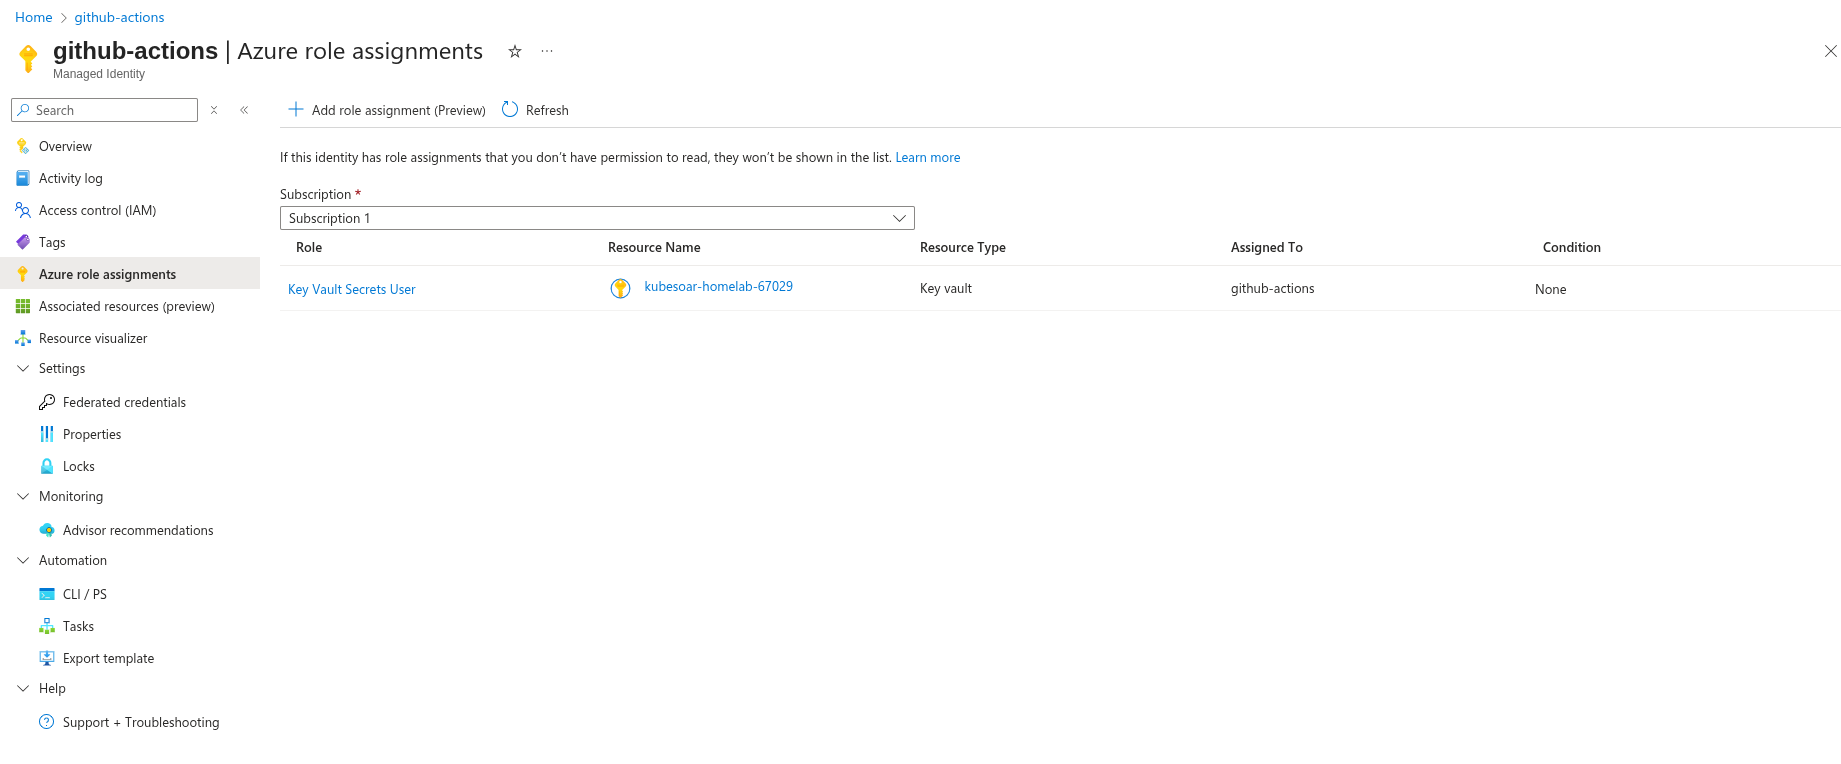 Home > github-actions
github-actions | Azure role assignments
Managed Identity
Search
Add role assignment (Preview) Refresh
Overview
Activity log
Access control (IAM)
Tags
Azure role assignments
Associated resources (preview)
Resource visualizer
Settings
Federated credentials
Properties
Locks
Monitoring
Advisor recommendations
Automation
CLI / PS
Tasks
Export template
Help
Support + Troubleshooting
If this identity has role assignments that you don't have permission to read, they won't be shown in the list. Learn more
Subscription *
Subscription 1
Role Resource Name Resource Type Assigned To Condition
Key Vault Secrets User kubesoar-homelab-67029 Key vault github-actions None